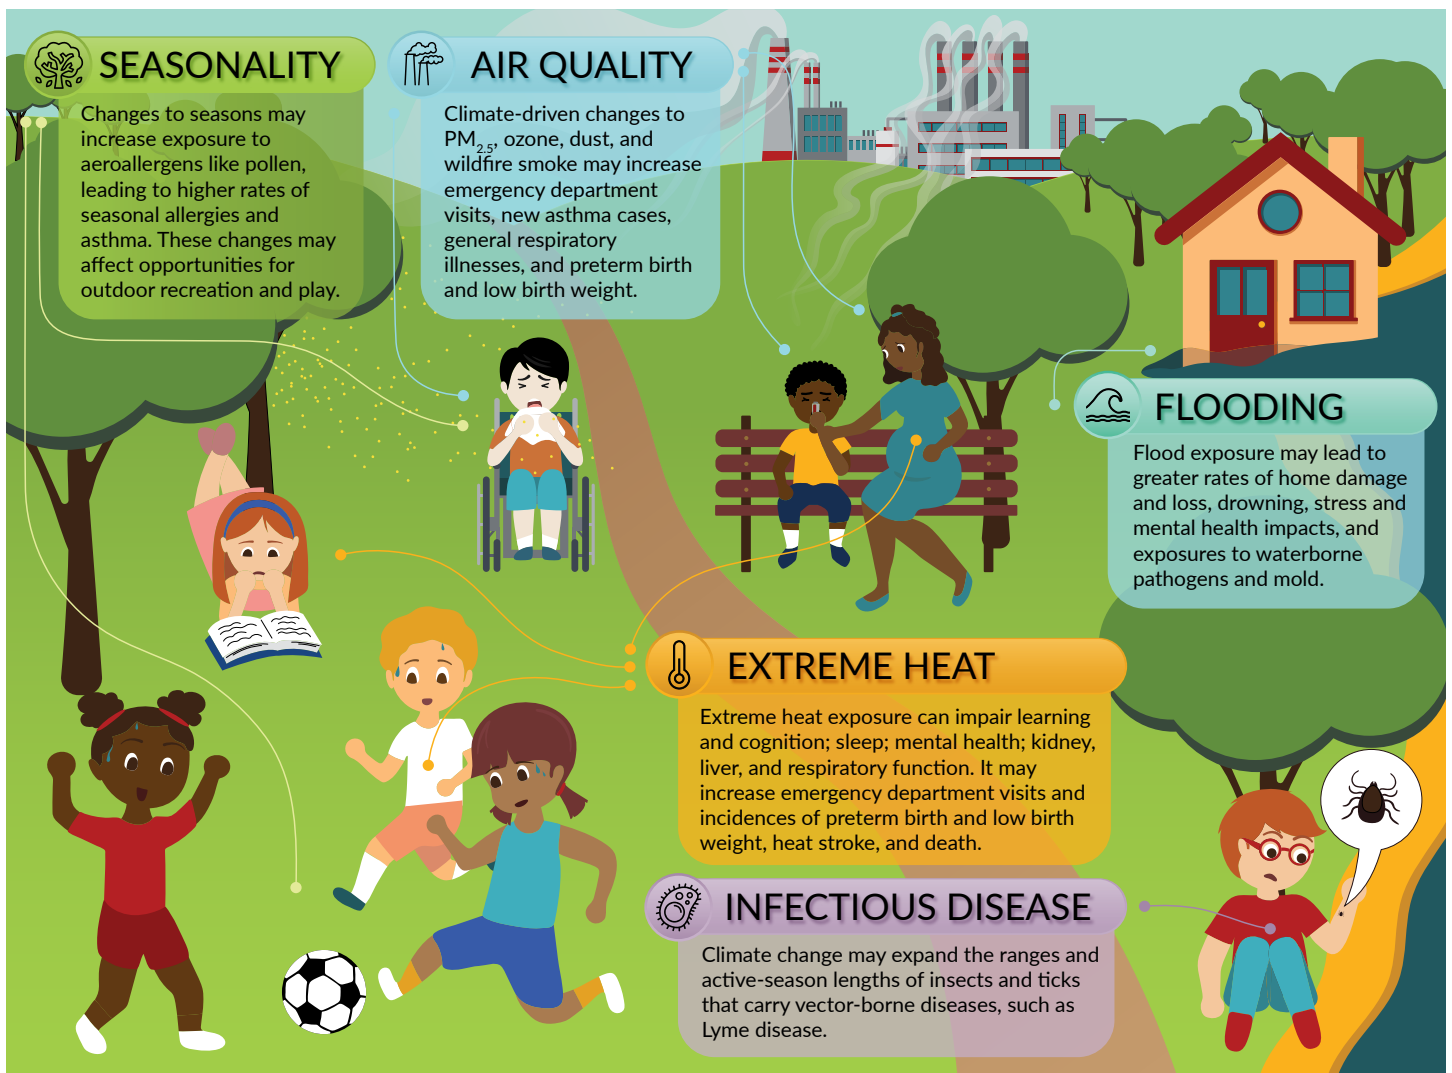 SEASONALITY
Changes to seasons may
increase exposure to
aeroallergens like pollen,
leading to higher rates of
seasonal allergies and
asthma. These changes may
affect opportunities for
outdoor recreation and play.
AIR QUALITY
Climate-driven changes to
PM2.5, ozone, dust, and
wildfire smoke may increase
emergency department
visits, new asthma cases,
general respiratory
illnesses, and preterm birth
and low birth weight.
FLOODING
Flood exposure may lead to
greater rates of home damage
and loss, drowning, stress and
mental health impacts, and
exposures to waterborne
pathogens and mold.
EXTREME HEAT
Extreme heat exposure can impair learning
and cognition; sleep; mental health; kidney,
liver, and respiratory function. It may
increase emergency department visits and
incidences of preterm birth and low birth
weight, heat stroke, and death.
INFECTIOUS DISEASE
Climate change may expand the ranges and
active-season lengths of insects and ticks
that carry vector-borne diseases, such as
Lyme disease.